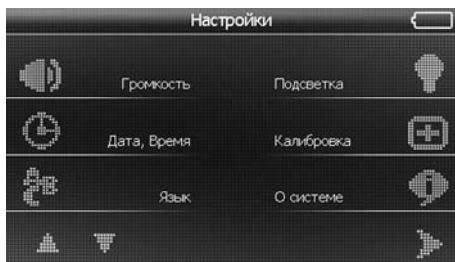 Настройки
Громкость
Подсветка
Дата, Время
Калибровка
Язык
О системе